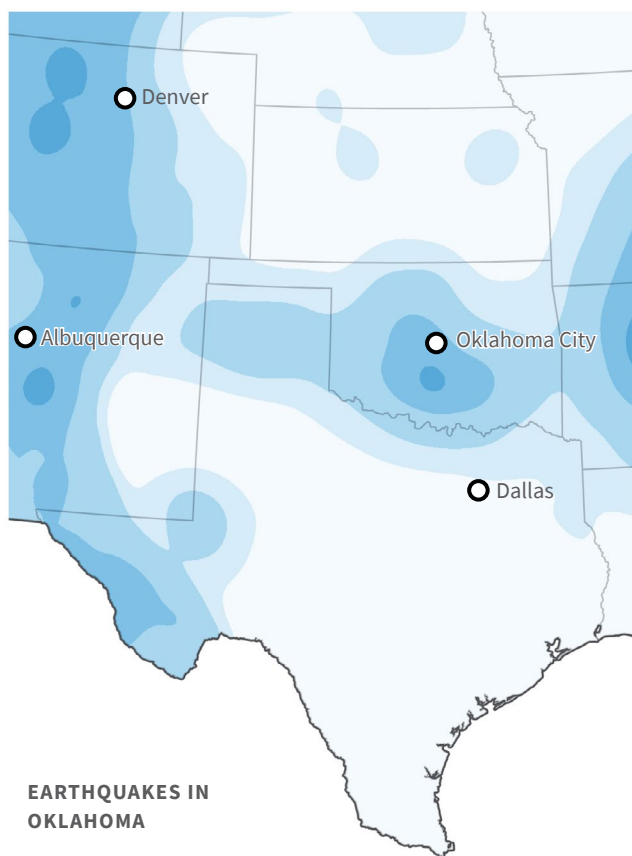 Denver
Albuquerque
Oklahoma City
Dallas
EARTHQUAKES IN
OKLAHOMA